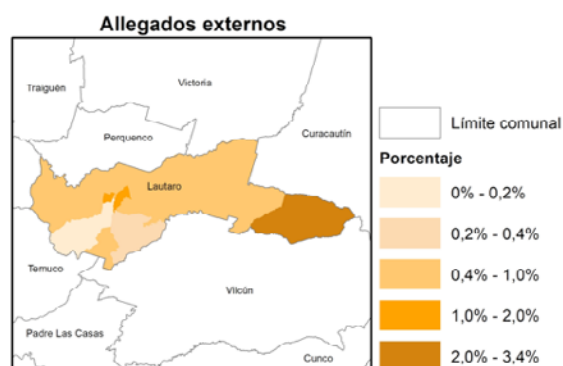 Allegados externos
Traiguén
Victoria
Perquenco
Curacautín
Lautaro
Temuco
Vilcún
Padre Las Casas
Cunco
Límite comunal
Porcentaje
0% - 0,2%
0,2% - 0,4%
0,4% - 1,0%
1,0% - 2,0%
2,0% - 3,4%